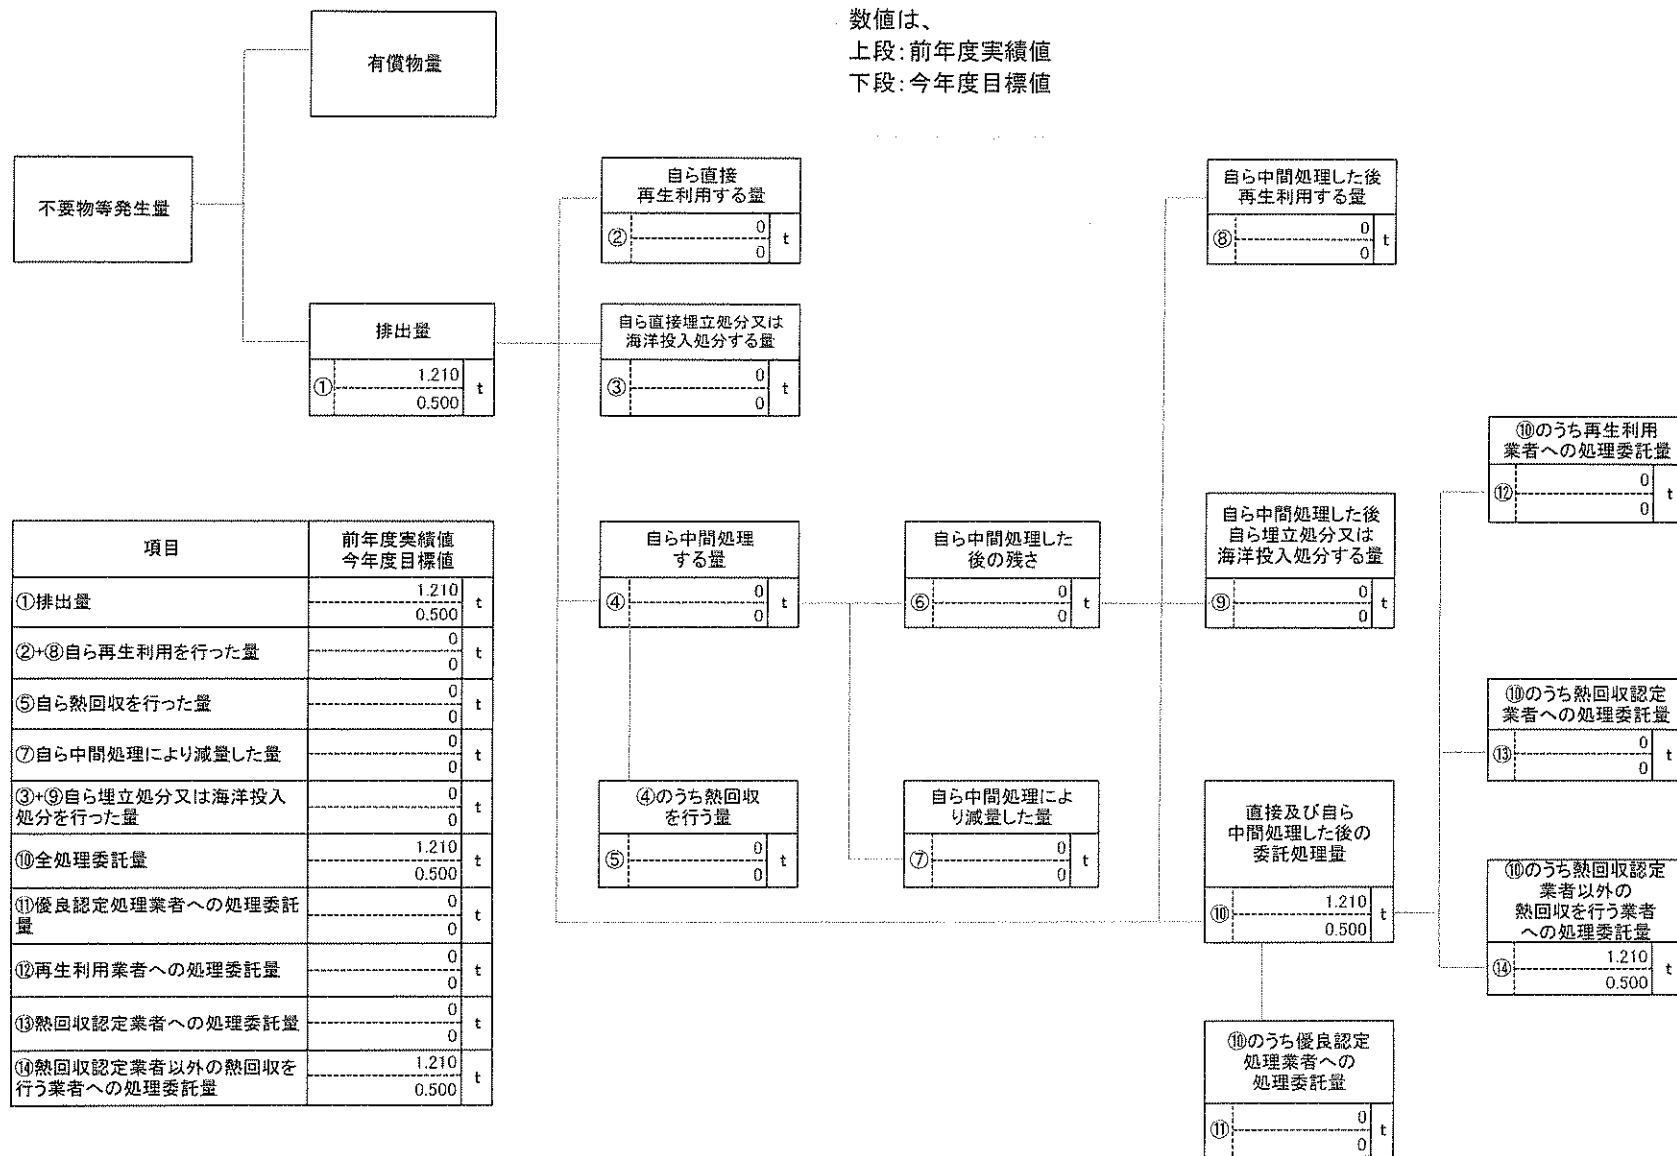 数値は、
上段:前年度実績値
下段:今年度目標値
有償物量
不要物等発生量
排出量
①
1.210
0.500
t
自ら直接
再生利用する量
②
0
0
t
自ら直接埋立処分又は
海洋投入処分する量
③
0
0
t
自ら中間処理した後
再生利用する量
⑧
0
0
t
自ら中間処理
する量
④
0
0
t
自ら中間処理した
後の残さ
⑥
0
0
t
自ら中間処理した後
自ら埋立処分又は
海洋投入処分する量
⑨
0
0
t
⑩のうち再生利用
業者への処理委託量
⑫
0
0
t
⑩のうち熱回収認定
業者への処理委託量
⑬
0
0
t
④のうち熱回収
を行う量
⑤
0
0
t
自ら中間処理によ
り減量した量
⑦
0
0
t
直接及び自ら
中間処理した後の
委託処理量
⑩
1.210
0.500
t
⑩のうち熱回収認定
業者以外の
熱回収を行う業者
への処理委託量
⑭
1.210
0.500
t
⑩のうち優良認定
処理業者への
処理委託量
⑪
0
0
t
項目
前年度実績値
今年度目標値
①排出量
1.210
0.500
t
②+⑧自ら再生利用を行った量
0
0
t
⑤自ら熱回収を行った量
0
0
t
⑦自ら中間処理により減量した量
0
0
t
③+⑨自ら埋立処分又は海洋投入
処分を行った量
0
0
t
⑩全処理委託量
1.210
0.500
t
⑪優良認定処理業者への処理委託
量
0
0
t
⑫再生利用業者への処理委託量
0
0
t
⑬熱回収認定業者への処理委託量
0
0
t
⑭熱回収認定業者以外の熱回収を
行う業者への処理委託量
1.210
0.500
t